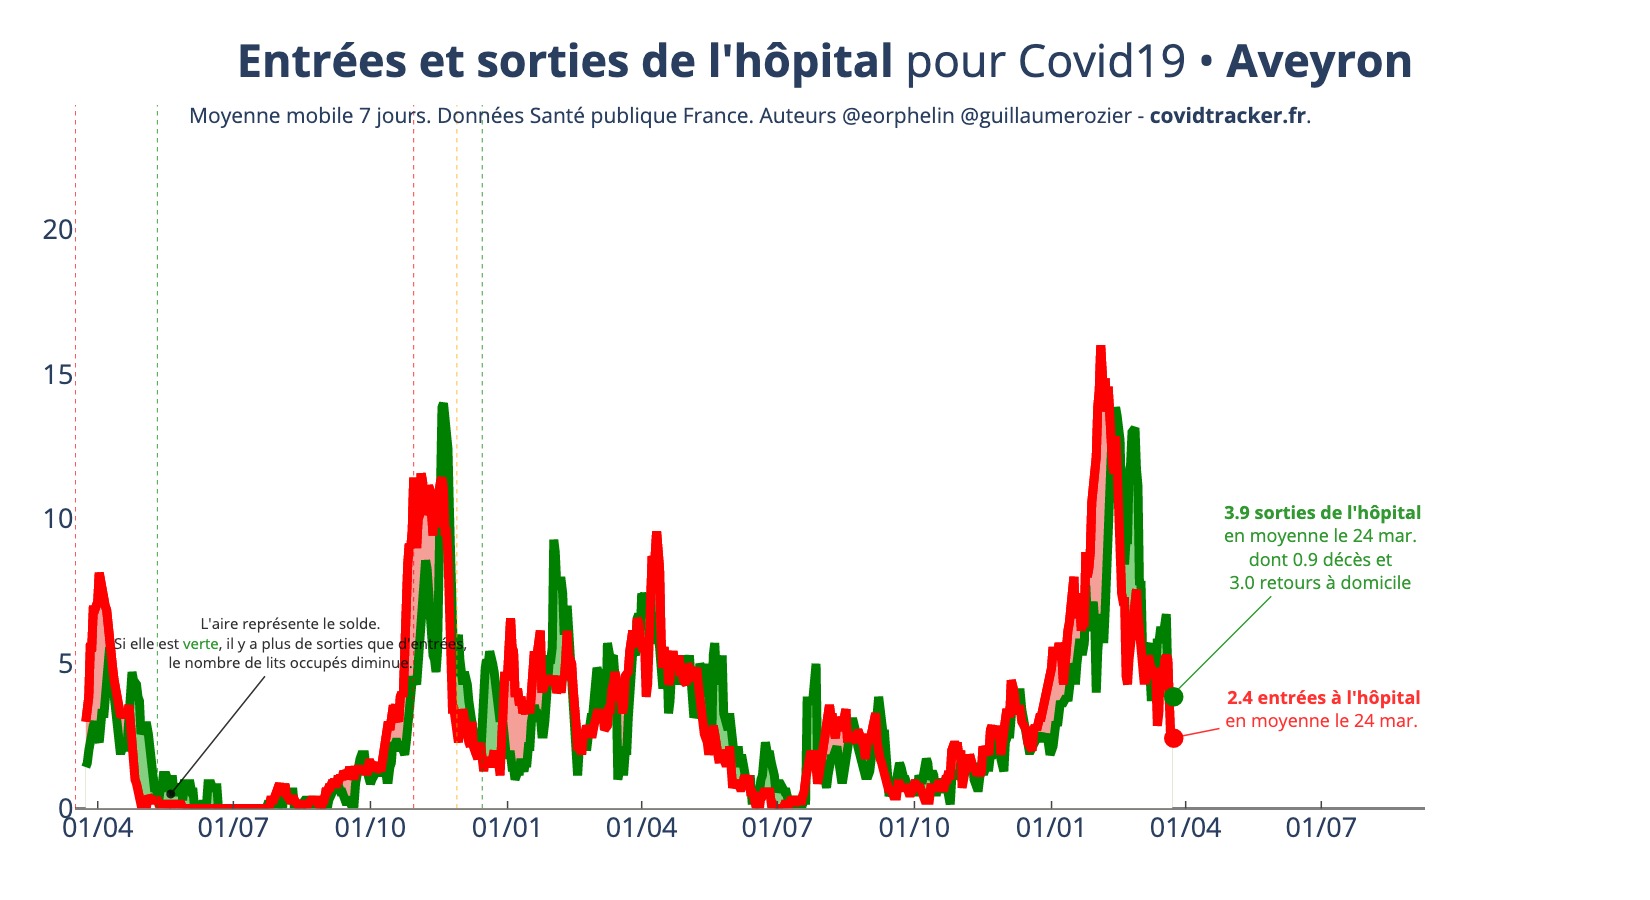 Entrées et sorties de l'hôpital pour Covid19 • Aveyron
Moyenne mobile 7 jours. Données Santé publique France. Auteurs @eorphelin @guillaumerozier - covidtracker.fr.
20
15
10
5
0
L'aire représente le solde.
Si elle est verte, il y a plus de sorties que d'entrées,
le nombre de lits occupés diminue.
3.9 sorties de l'hôpital
en moyenne le 24 mar.
dont 0.9 décès et
3.0 retours à domicile
2.4 entrées à l'hôpital
en moyenne le 24 mar.
01/04 01/07 01/10 01/01 01/04 01/07 01/10 01/01 01/04 01/07